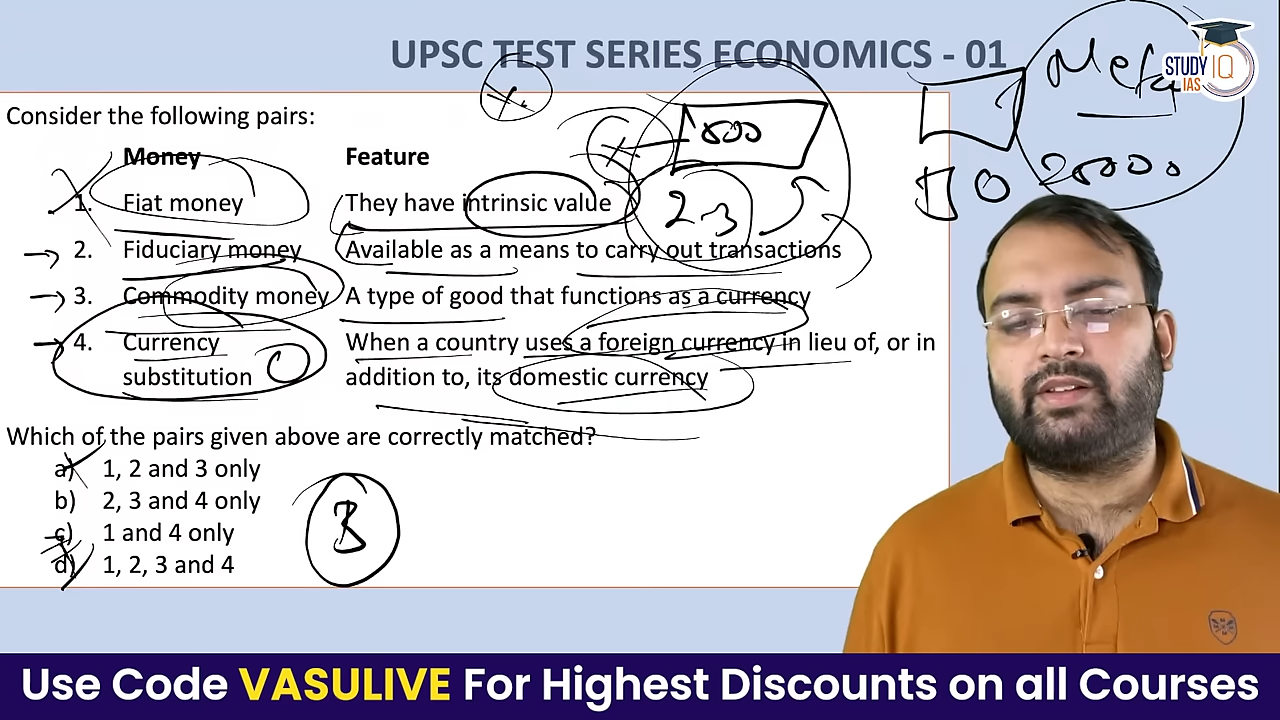 UPSC TEST SERIES ECONOMICS - 01
STUDY IQ
IAS
Meta
20000
500
2-3
Consider the following pairs:
Money Feature
1. Fiat money They have intrinsic value
2. Fiduciary money Available as a means to carry out transactions
3. Commodity money A type of good that functions as a currency
4. Currency substitution When a country uses a foreign currency in lieu of, or in addition to, its domestic currency
Which of the pairs given above are correctly matched?
a) 1, 2 and 3 only
b) 2, 3 and 4 only
c) 1 and 4 only
d) 1, 2, 3 and 4
B
Use Code VASULIVE For Highest Discounts on all Courses